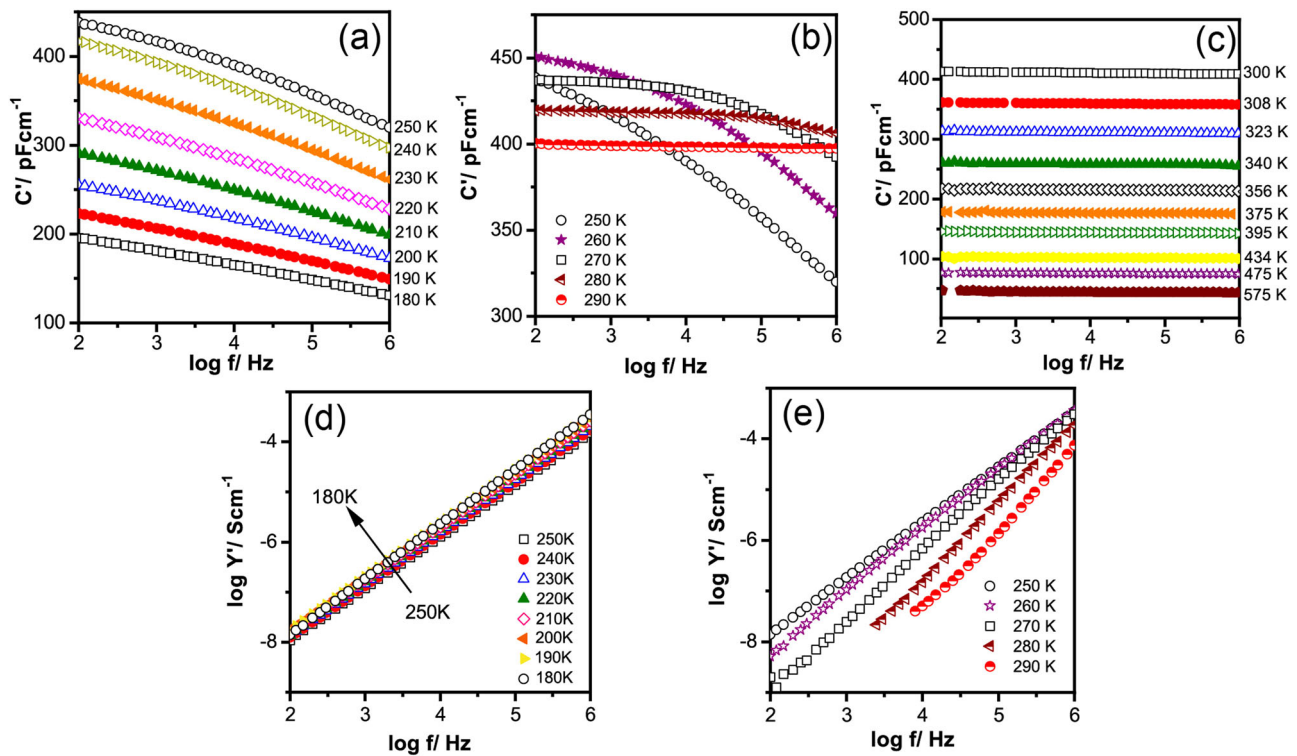 (a)
C'/ pFcm⁻¹
400
300
200
100
250 K
240 K
230 K
220 K
210 K
200 K
190 K
180 K
2 3 4 5 6
log f/ Hz
(b)
C'/ pFcm⁻¹
450
400
350
300
250 K
260 K
270 K
280 K
290 K
2 3 4 5 6
log f/ Hz
(c)
C'/ pFcm⁻¹
500
400
300
200
100
300 K
308 K
323 K
340 K
356 K
375 K
395 K
434 K
475 K
575 K
2 3 4 5 6
log f/ Hz
(d)
log Y'/ Scm⁻¹
-4
-6
-8
180K
250K
250K
240K
230K
220K
210K
200K
190K
180K
2 3 4 5 6
log f/ Hz
(e)
log Y'/ Scm⁻¹
-4
-6
-8
250 K
260 K
270 K
280 K
290 K
2 3 4 5 6
log f/ Hz